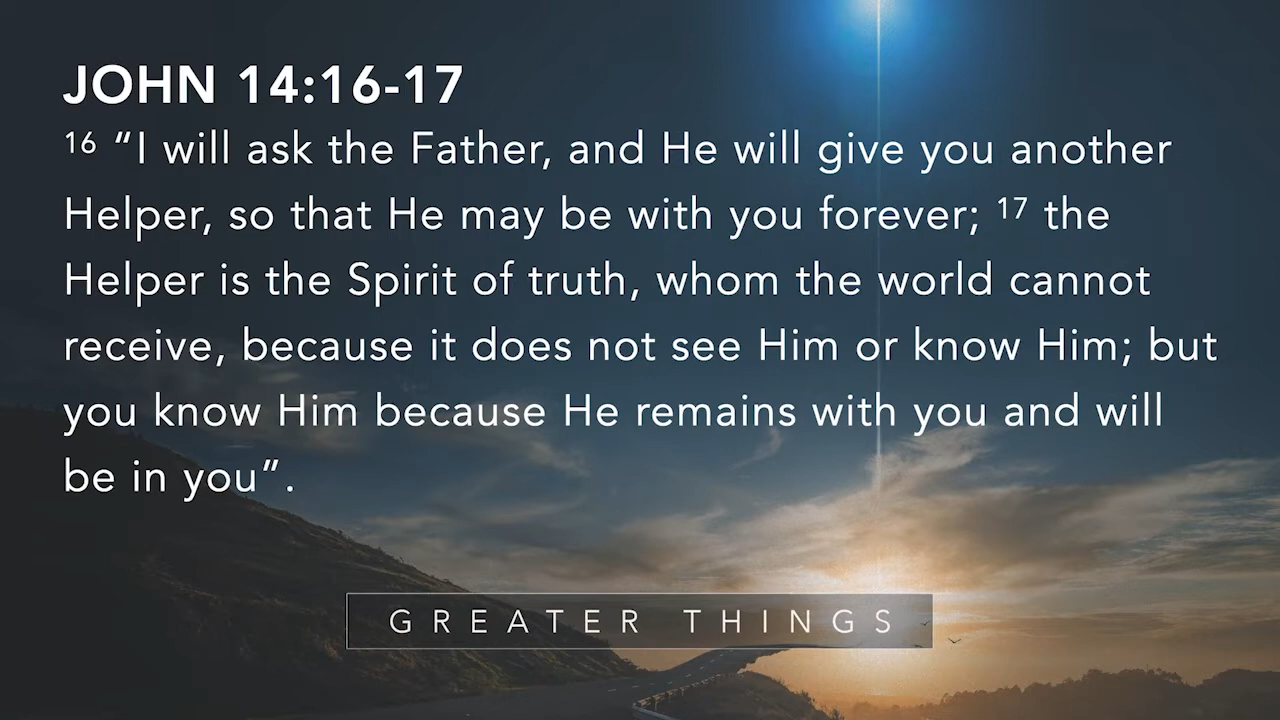 JOHN 14:16-17
16 “I will ask the Father, and He will give you another
Helper, so that He may be with you forever; 17 the
Helper is the Spirit of truth, whom the world cannot
receive, because it does not see Him or know Him; but
you know Him because He remains with you and will
be in you”.
GREATER THINGS